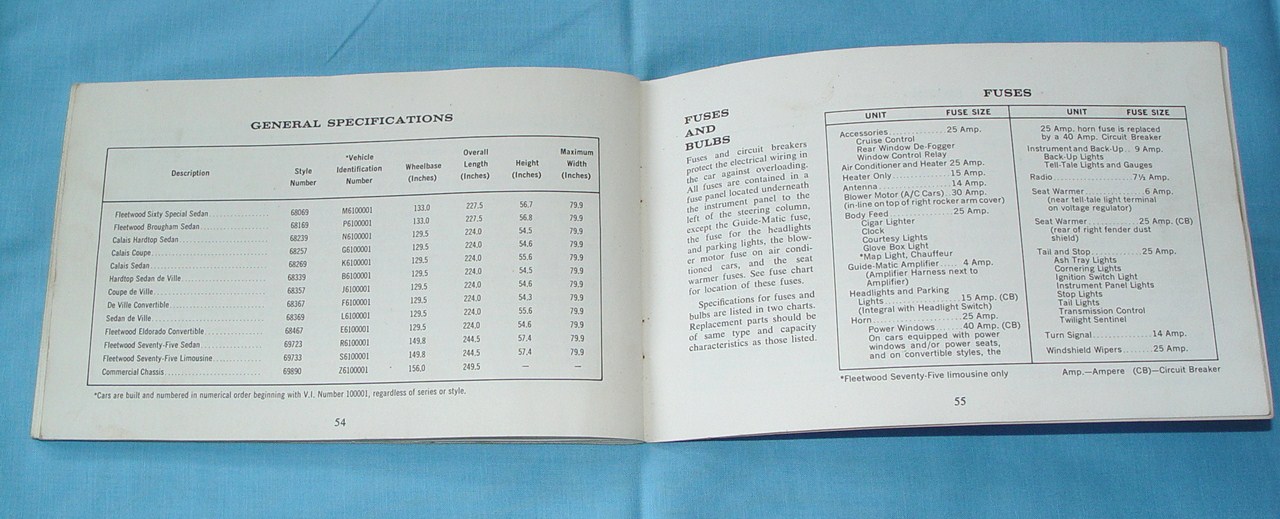 GENERAL SPECIFICATIONS
Description Style Number *Vehicle Identification Number Wheelbase (Inches) Overall Length (Inches) Height (Inches) Maximum Width (Inches)
Fleetwood Sixty Special Sedan 68069 M6100001 133.0 227.5 56.7 79.9
Fleetwood Brougham Sedan 68169 P6100001 133.0 227.5 56.8 79.9
Calais Hardtop Sedan 68239 N6100001 129.5 224.0 54.5 79.9
Calais Coupe 68257 G6100001 129.5 224.0 54.6 79.9
Calais Sedan 68269 K6100001 129.5 224.0 55.6 79.9
Hardtop Sedan de Ville 68339 B6100001 129.5 224.0 54.5 79.9
Coupe de Ville 68357 J6100001 129.5 224.0 54.6 79.9
De Ville Convertible 68367 F6100001 129.5 224.0 54.3 79.9
Sedan de Ville 68369 L6100001 129.5 224.0 55.6 79.9
Fleetwood Eldorado Convertible 68467 E6100001 129.5 224.0 54.6 79.9
Fleetwood Seventy-Five Sedan 69723 R6100001 149.8 244.5 57.4 79.9
Fleetwood Seventy-Five Limousine 69733 S6100001 149.8 244.5 57.4 79.9
Commercial Chassis 69890 Z6100001 156.0 249.5 — —
*Cars are built and numbered in numerical order beginning with V.I. Number 100001, regardless of series or style.
54
FUSES
AND
BULBS
Fuses and circuit breakers
protect the electrical wiring in
the car against overloading.
All fuses are contained in a
fuse panel located underneath
the instrument panel to the
left of the steering column,
except the Guide-Matic fuse,
the fuse for the headlights
and parking lights, the blow-
er motor fuse on air condi-
tioned cars, and the seat
warmer fuses. See fuse chart
for location of these fuses.
Specifications for fuses and
bulbs are listed in two charts.
Replacement parts should be
of same type and capacity
characteristics as those listed.
FUSES
UNIT FUSE SIZE
Accessories 25 Amp.
Cruise Control
Rear Window De-Fogger
Window Control Relay
Air Conditioner and Heater 25 Amp.
Heater Only 15 Amp.
Antenna 14 Amp.
Blower Motor (A/C Cars) 30 Amp.
(in-line on top of right rocker arm cover)
Body Feed 25 Amp.
Cigar Lighter
Clock
Courtesy Lights
Glove Box Light
*Map Light, Chauffeur
Guide-Matic Amplifier 4 Amp.
(Amplifier Harness next to
Amplifier)
Headlights and Parking
Lights 15 Amp. (CB)
(Integral with Headlight Switch)
Horn 25 Amp.
Power Windows 40 Amp. (CB)
On cars equipped with power
windows and/or power seats,
and on convertible styles, the
UNIT FUSE SIZE
25 Amp. horn fuse is replaced
by a 40 Amp. Circuit Breaker
Instrument and Back-Up 9 Amp.
Back-Up Lights
Tell-Tale Lights and Gauges
Radio 7½ Amp.
Seat Warmer 6 Amp.
(near tell-tale light terminal
on voltage regulator)
Seat Warmer 25 Amp. (CB)
(rear of right fender dust
shield)
Tail and Stop 25 Amp.
Ash Tray Lights
Cornering Lights
Ignition Switch Light
Instrument Panel Lights
Stop Lights
Tail Lights
Transmission Control
Twilight Sentinel
Turn Signal 14 Amp.
Windshield Wipers 25 Amp.
*Fleetwood Seventy-Five limousine only
Amp.—Ampere (CB)—Circuit Breaker
55